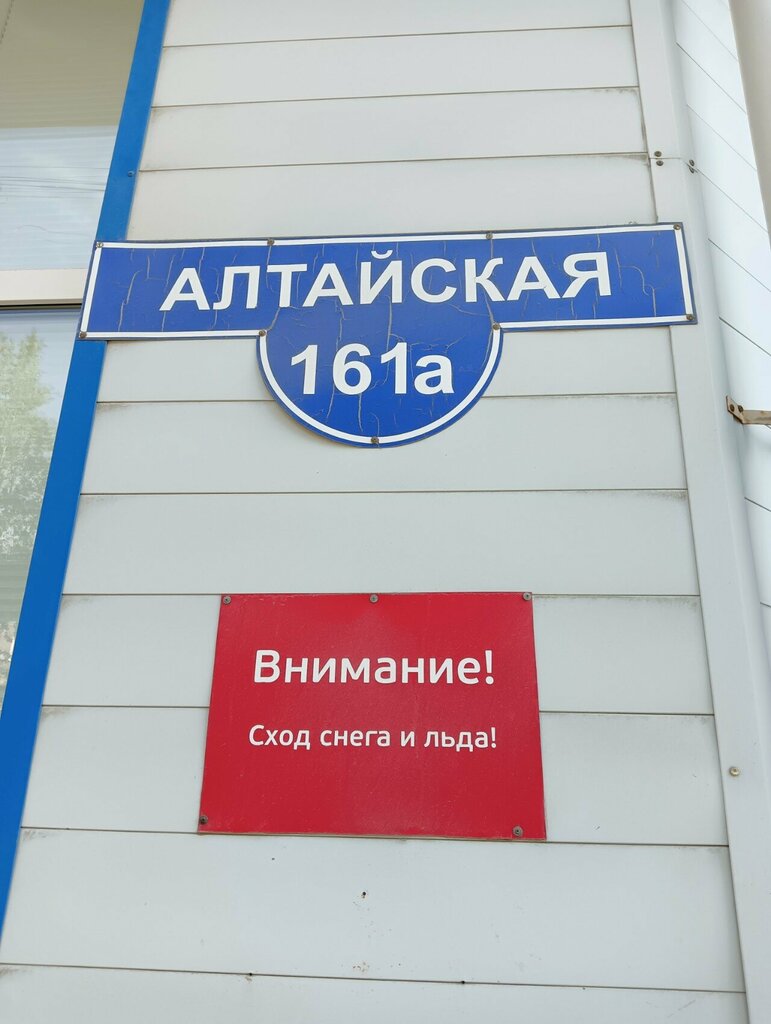 АЛТАЙСКАЯ
161а
Внимание!
Сход снега и льда!